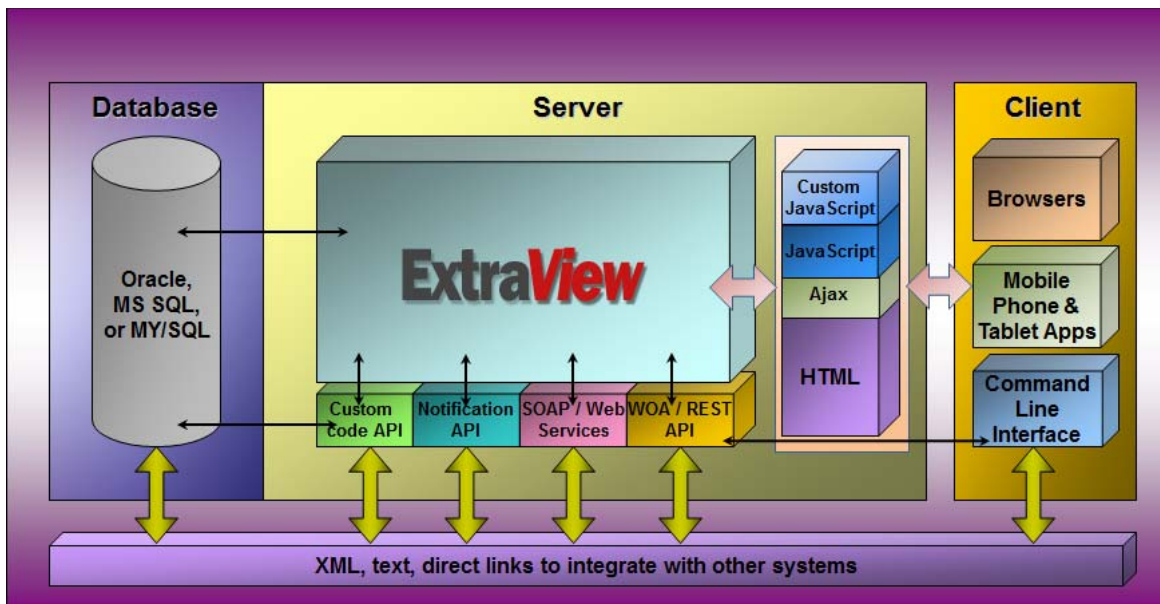 Database
Server
Client
Oracle,
MS SQL,
or MY/SQL
ExtraView
Custom
JavaScript
JavaScript
Ajax
HTML
Browsers
Mobile
Phone &
Tablet Apps
Command
Line
Interface
Custom
code API
Notification
API
SOAP / Web
Services
WOA / REST
API
XML, text, direct links to integrate with other systems